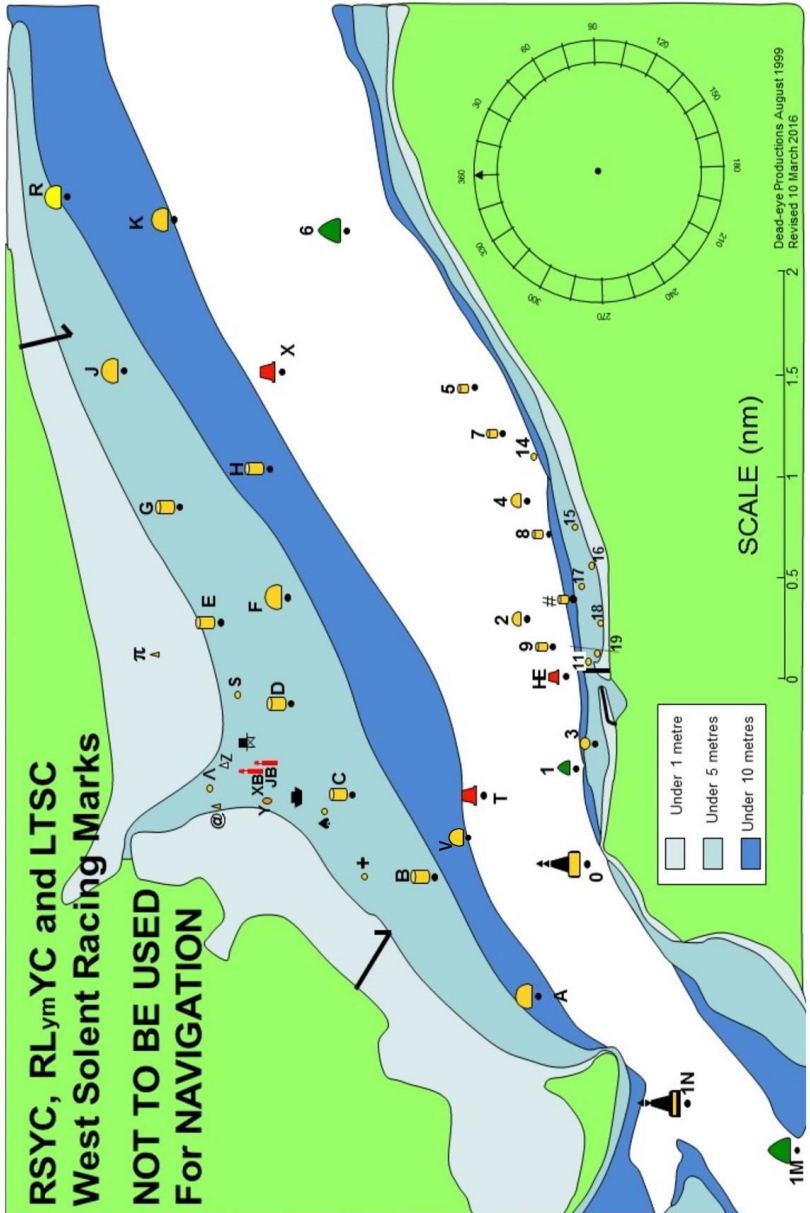 RSYC, RLymYC and LTSC
West Solent Racing Marks
NOT TO BE USED
For NAVIGATION
R
K
6
J
X
H
G
5
7
14
4
8
15
16
17
#
18
2
9
19
11
HE
E
F
π
S
D
Λ
@
Z
XB
JB
Y
C
♠
+
B
V
T
3
1
0
A
1N
1M
360
30
60
90
120
150
180
210
240
270
300
330
Dead-eye Productions August 1999
Revised 10 March 2016
SCALE (nm)
0
0.5
1
1.5
2
Under 1 metre
Under 5 metres
Under 10 metres